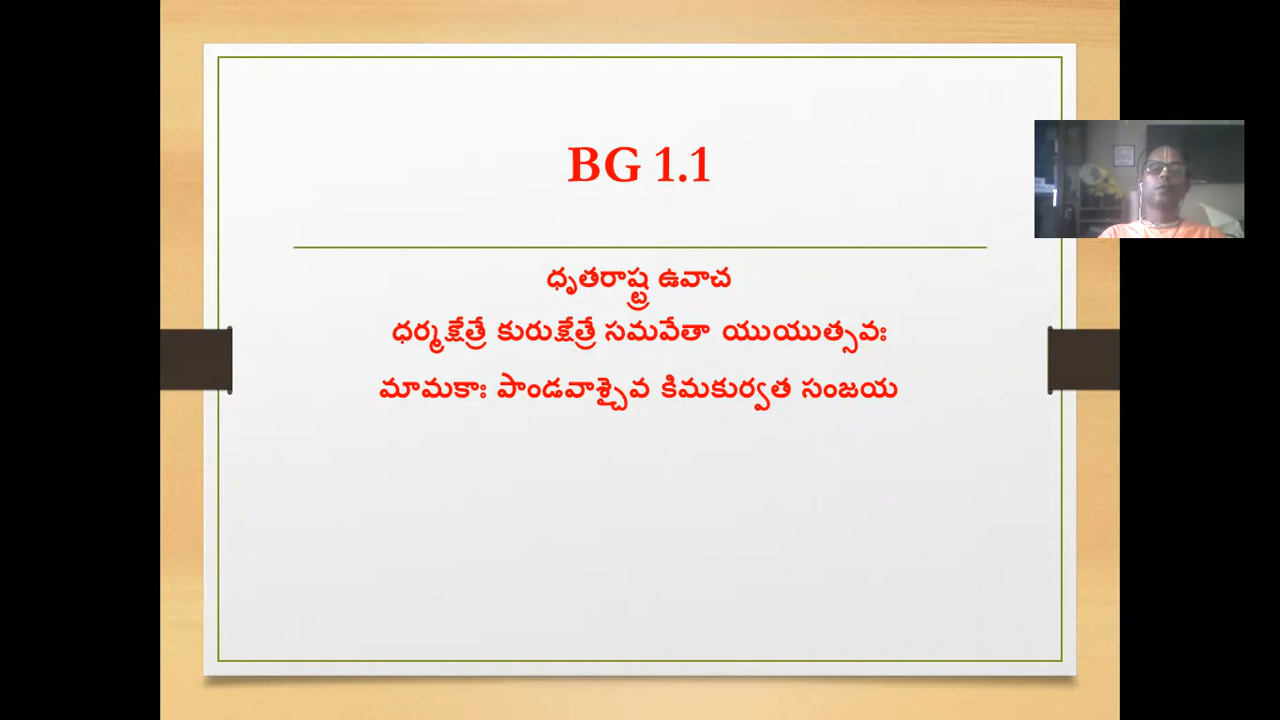 BG 1.1
ధృతరాష్ట్ర ఉవాచ
ధర్మక్షేత్రే కురుక్షేత్రే సమవేతా యుయుత్సవః
మామకాః పాండవాశ్చైవ కిమకుర్వత సంజయ